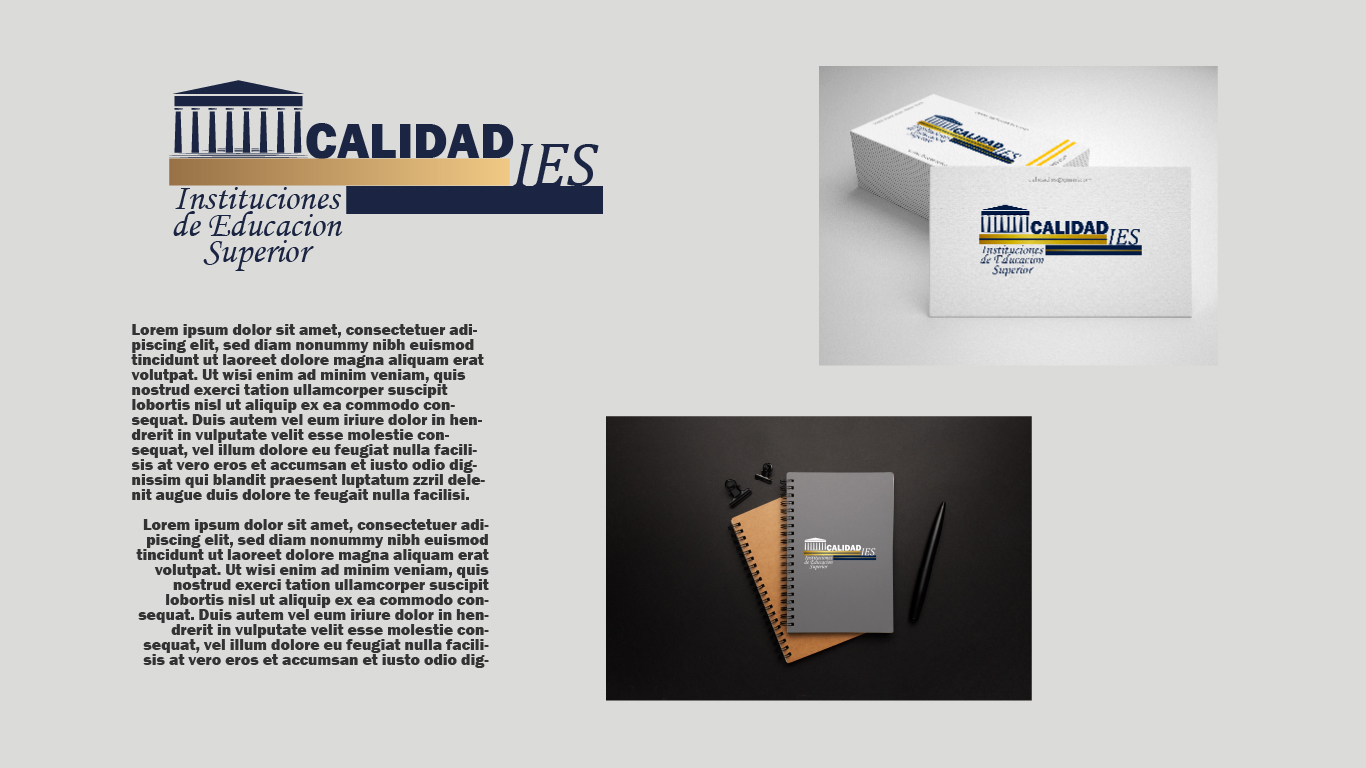 CALIDAD
IES
Instituciones
de Educacion
Superior
Lorem ipsum dolor sit amet, consectetuer adi-
piscing elit, sed diam nonummy nibh euismod
tincidunt ut laoreet dolore magna aliquam erat
volutpat. Ut wisi enim ad minim veniam, quis
nostrud exerci tation ullamcorper suscipit
lobortis nisl ut aliquip ex ea commodo con-
sequat. Duis autem vel eum iriure dolor in hen-
drerit in vulputate velit esse molestie con-
sequat, vel illum dolore eu feugiat nulla facili-
sis at vero eros et accumsan et iusto odio dig-
nissim qui blandit praesent luptatum zzril dele-
nit augue duis dolore te feugait nulla facilisi.
Lorem ipsum dolor sit amet, consectetuer adi-
piscing elit, sed diam nonummy nibh euismod
tincidunt ut laoreet dolore magna aliquam erat
volutpat. Ut wisi enim ad minim veniam, quis
nostrud exerci tation ullamcorper suscipit
lobortis nisl ut aliquip ex ea commodo con-
sequat. Duis autem vel eum iriure dolor in hen-
drerit in vulputate velit esse molestie con-
sequat, vel illum dolore eu feugiat nulla facili-
sis at vero eros et accumsan et iusto odio dig-
CALIDAD
IES
Instituciones
de Educacion
Superior
CALIDAD
IES
Instituciones
de Educacion
Superior
CALIDAD
IES
Instituciones
de Educacion
Superior